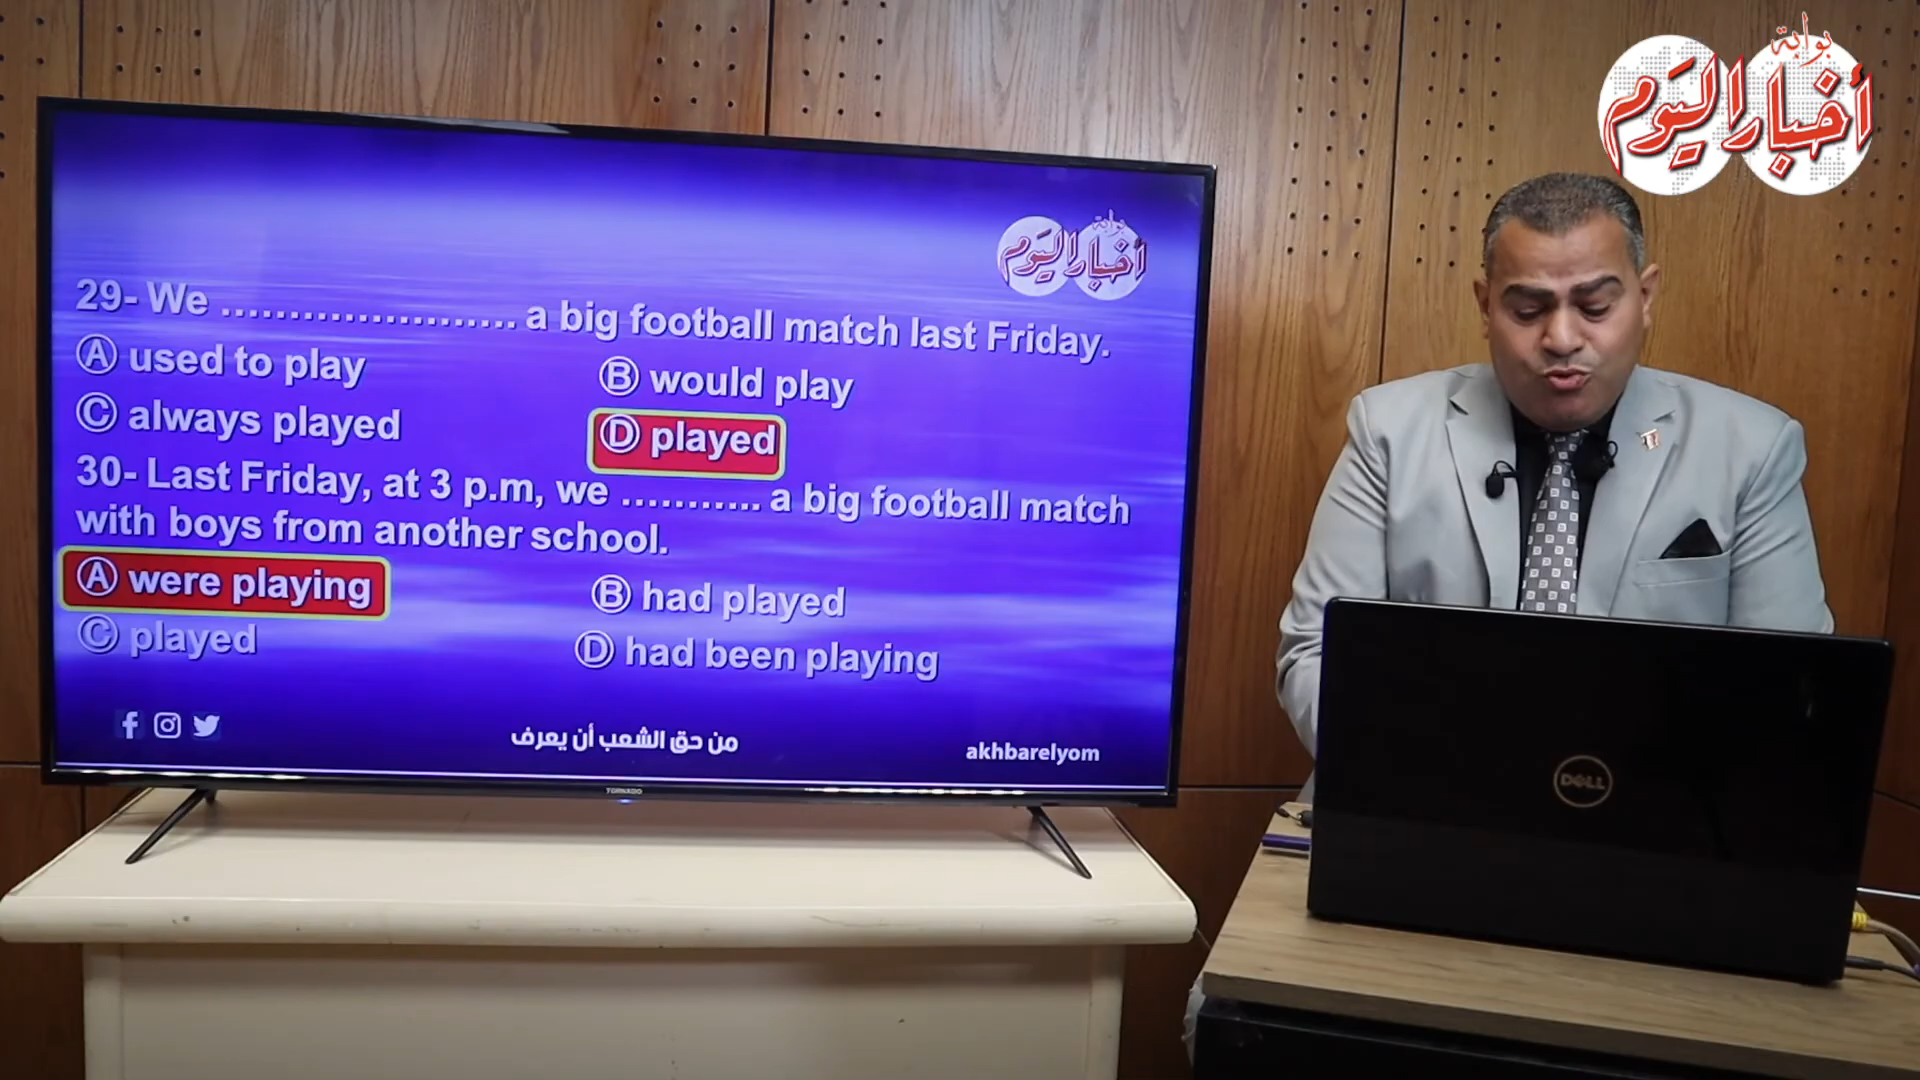 بوابة
أخبار اليوم
بوابة
أخبار اليوم
29- We ...................... a big football match last Friday.
Ⓐ used to play
Ⓑ would play
Ⓒ always played
Ⓓ played
30- Last Friday, at 3 p.m, we ........... a big football match
with boys from another school.
Ⓐ were playing
Ⓑ had played
Ⓒ played
Ⓓ had been playing
من حق الشعب أن يعرف
akhbarelyom
TORNADO
DELL